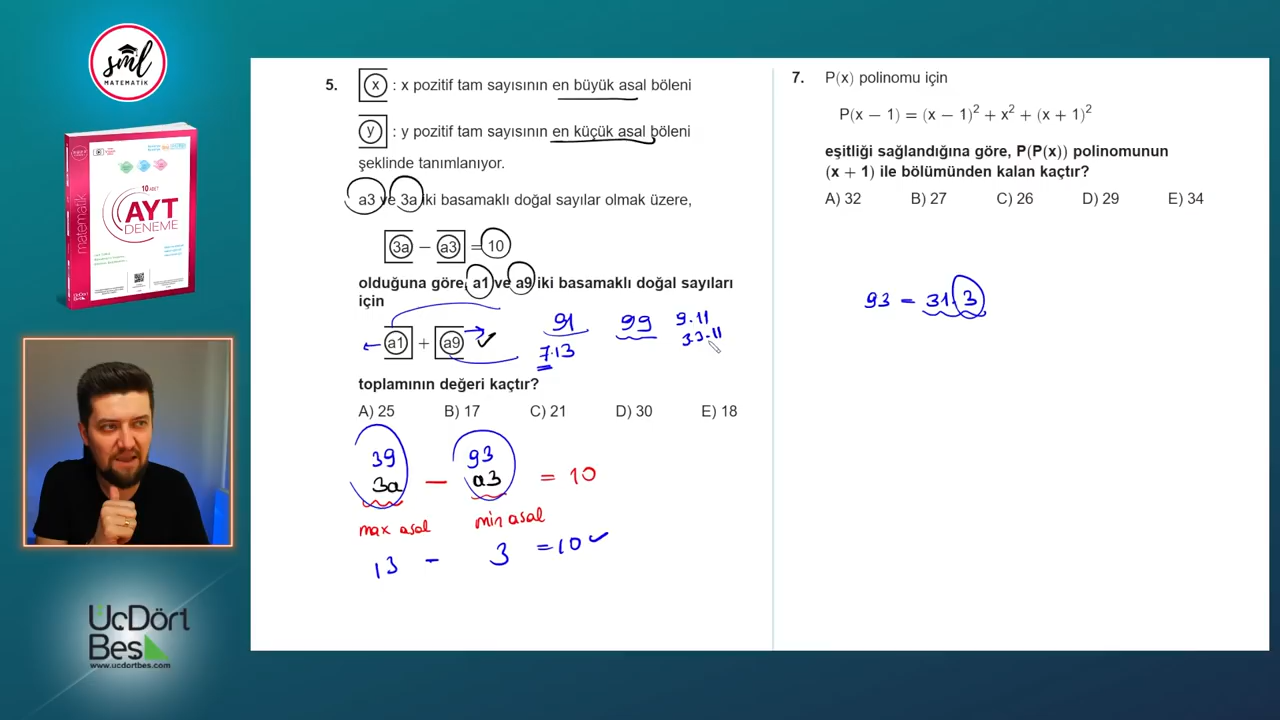 sml
MATEMATİK
10 ADET
AYT
DENEME
matematik
ÜçDört
Beş
www.ucdortbes.com
5. x : x pozitif tam sayısının en büyük asal böleni
y : y pozitif tam sayısının en küçük asal böleni
şeklinde tanımlanıyor.
a3 ve 3a iki basamaklı doğal sayılar olmak üzere,
3a − a3 = 10
olduğuna göre, a1 ve a9 iki basamaklı doğal sayıları
için
a1 + a9
91 99 9.11
7.13 3.3.11
toplamının değeri kaçtır?
A) 25 B) 17 C) 21 D) 30 E) 18
39 93
3a − a3 = 10
max asal min asal
13 − 3 = 10
7. P(x) polinomu için
P(x − 1) = (x − 1)² + x² + (x + 1)²
eşitliği sağlandığına göre, P(P(x)) polinomunun
(x + 1) ile bölümünden kalan kaçtır?
A) 32 B) 27 C) 26 D) 29 E) 34
93 = 31.3